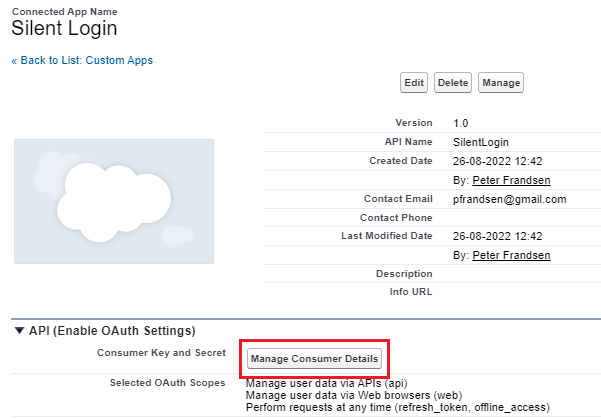 Connected App Name
Silent Login
« Back to List: Custom Apps
Edit Delete Manage
Version 1.0
API Name SilentLogin
Created Date 26-08-2022 12:42
By: Peter Frandsen
Contact Email pfrandsen@gmail.com
Contact Phone
Last Modified Date 26-08-2022 12:42
By: Peter Frandsen
Description
Info URL
API (Enable OAuth Settings)
Consumer Key and Secret Manage Consumer Details
Selected OAuth Scopes Manage user data via APIs (api)
Manage user data via Web browsers (web)
Perform requests at any time (refresh_token, offline_access)